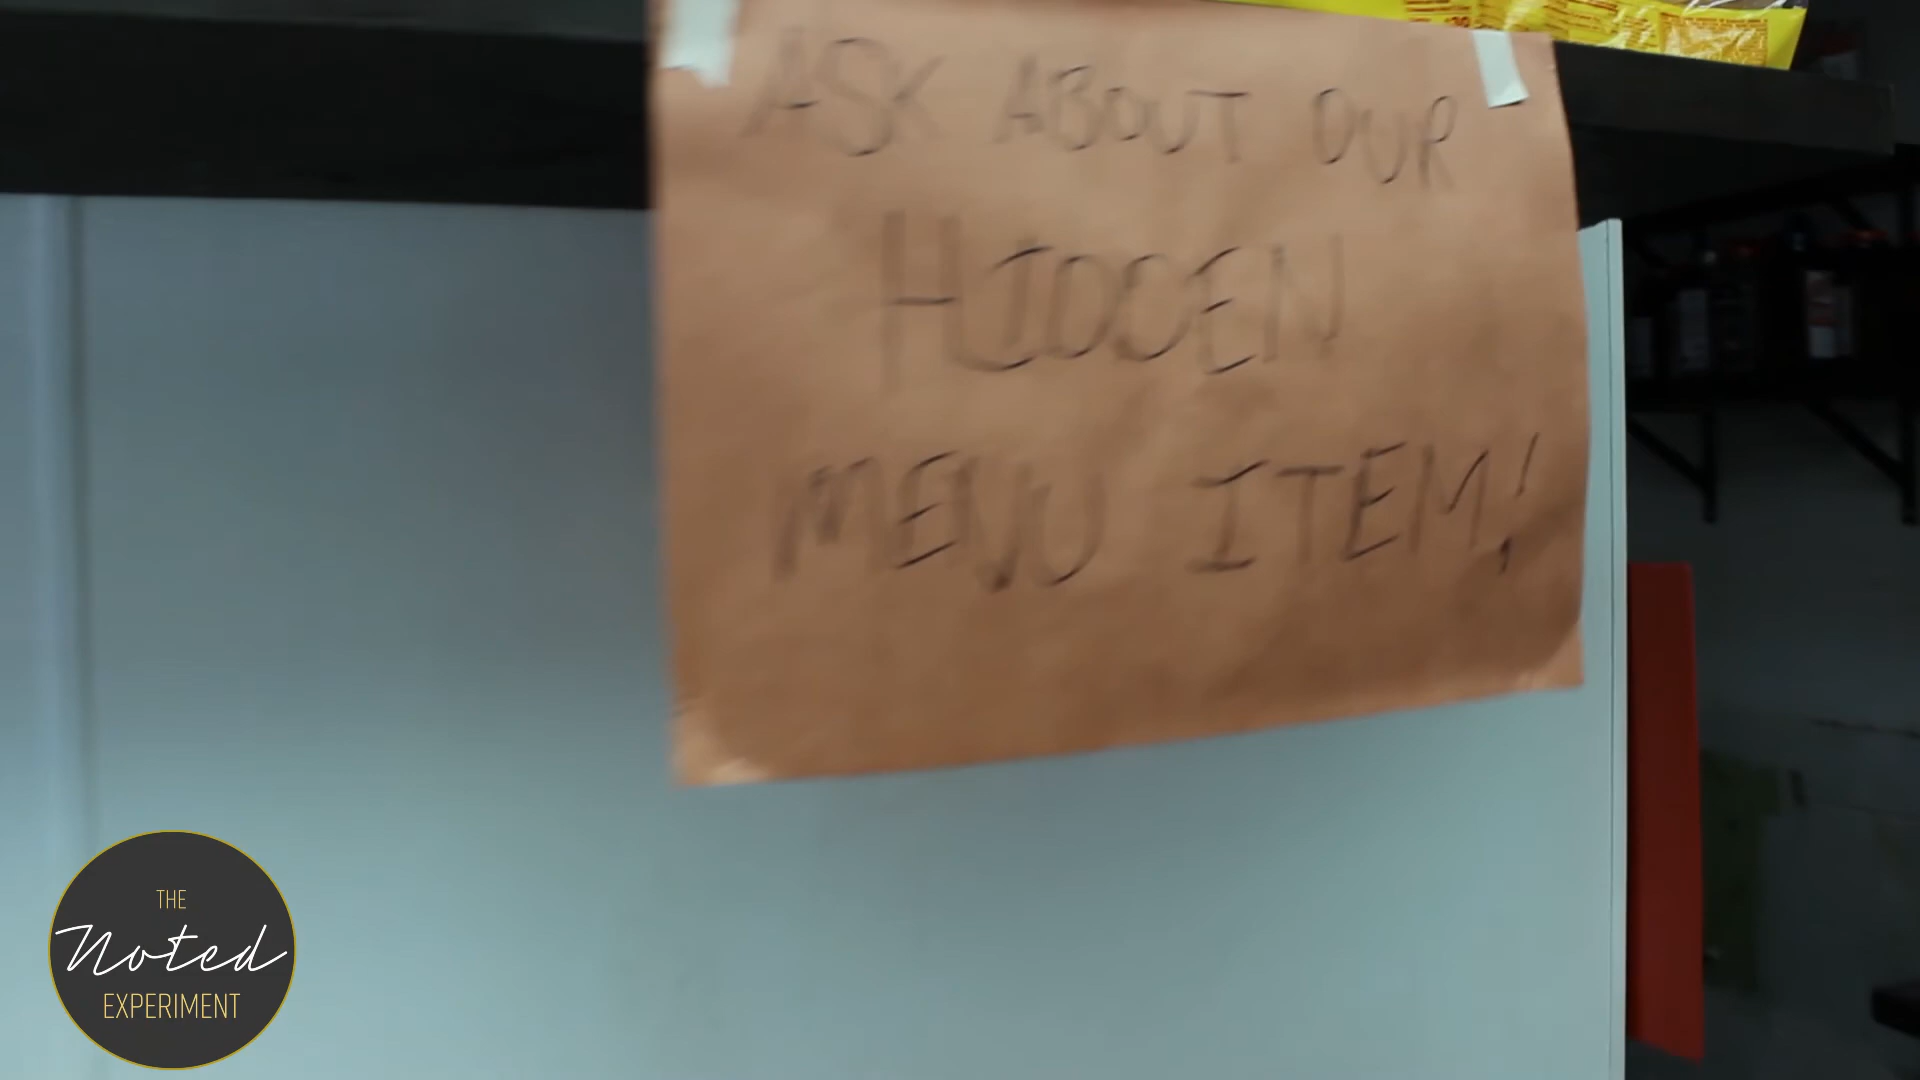 ASK ABOUT OUR
HIDDEN
MENU ITEM!
THE
Noted
EXPERIMENT